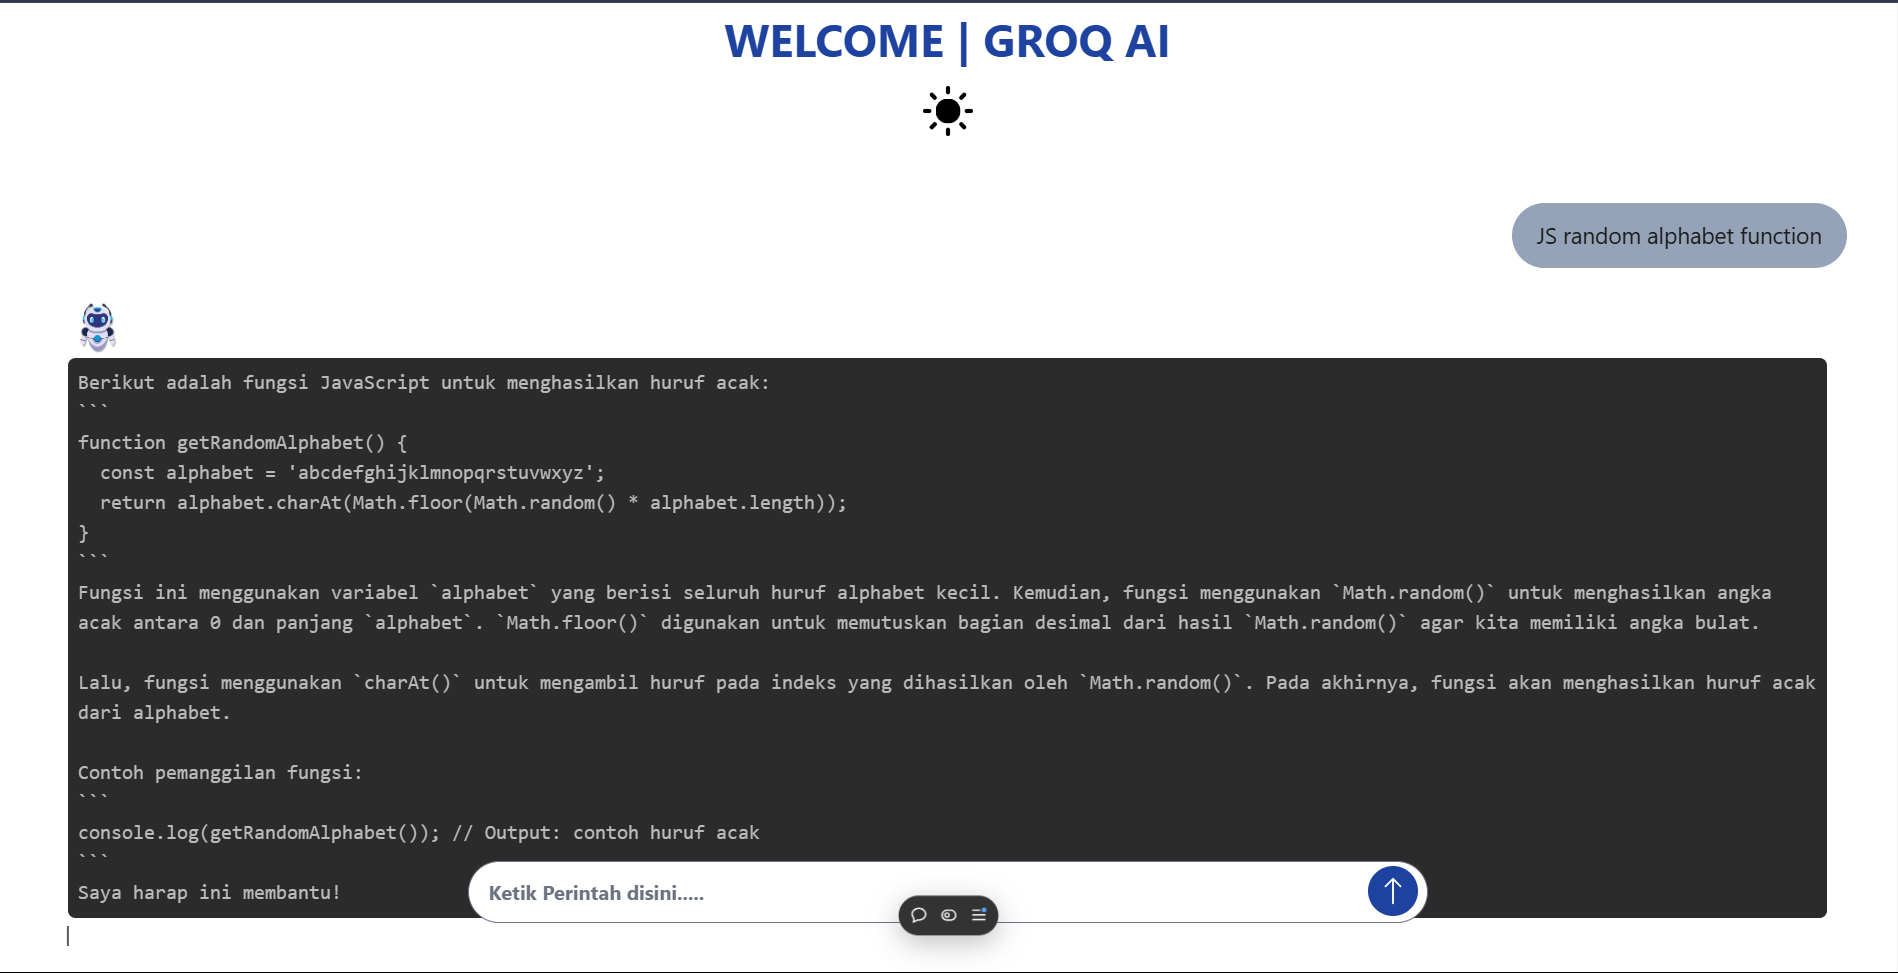 WELCOME | GROQ AI
JS random alphabet function
Berikut adalah fungsi JavaScript untuk menghasilkan huruf acak:
```
function getRandomAlphabet() {
  const alphabet = 'abcdefghijklmnopqrstuvwxyz';
  return alphabet.charAt(Math.floor(Math.random() * alphabet.length));
}
```
Fungsi ini menggunakan variabel `alphabet` yang berisi seluruh huruf alphabet kecil. Kemudian, fungsi menggunakan `Math.random()` untuk menghasilkan angka
acak antara 0 dan panjang `alphabet`. `Math.floor()` digunakan untuk memutuskan bagian desimal dari hasil `Math.random()` agar kita memiliki angka bulat.
Lalu, fungsi menggunakan `charAt()` untuk mengambil huruf pada indeks yang dihasilkan oleh `Math.random()`. Pada akhirnya, fungsi akan menghasilkan huruf acak
dari alphabet.
Contoh pemanggilan fungsi:
```
console.log(getRandomAlphabet()); // Output: contoh huruf acak
```
Saya harap ini membantu!
Ketik Perintah disini.....